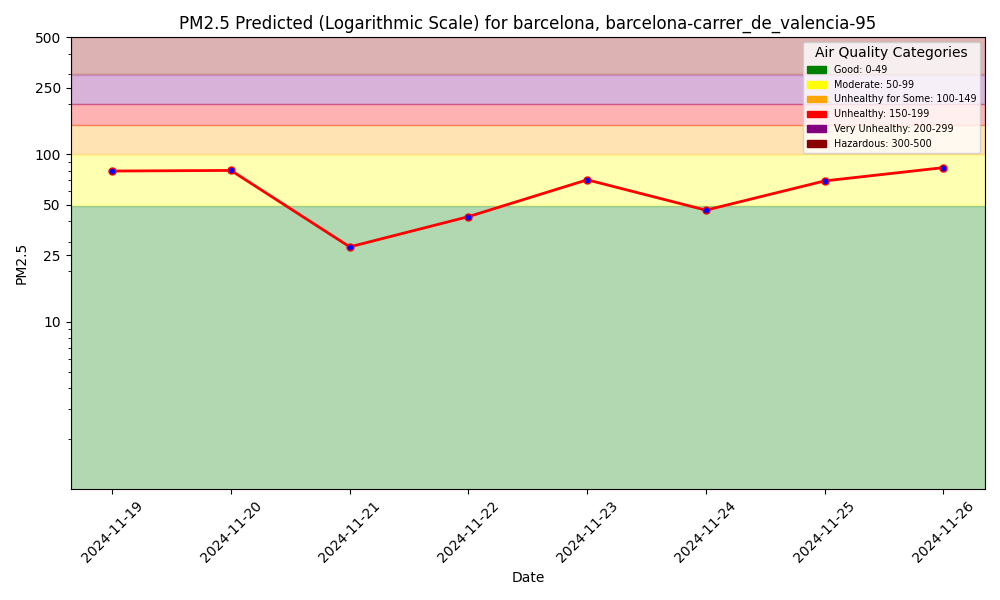 PM2.5 Predicted (Logarithmic Scale) for barcelona, barcelona-carrer_de_valencia-95
500
250
100
50
25
10
PM2.5
Air Quality Categories
Good: 0-49
Moderate: 50-99
Unhealthy for Some: 100-149
Unhealthy: 150-199
Very Unhealthy: 200-299
Hazardous: 300-500
2024-11-19
2024-11-20
2024-11-21
2024-11-22
2024-11-23
2024-11-24
2024-11-25
2024-11-26
Date